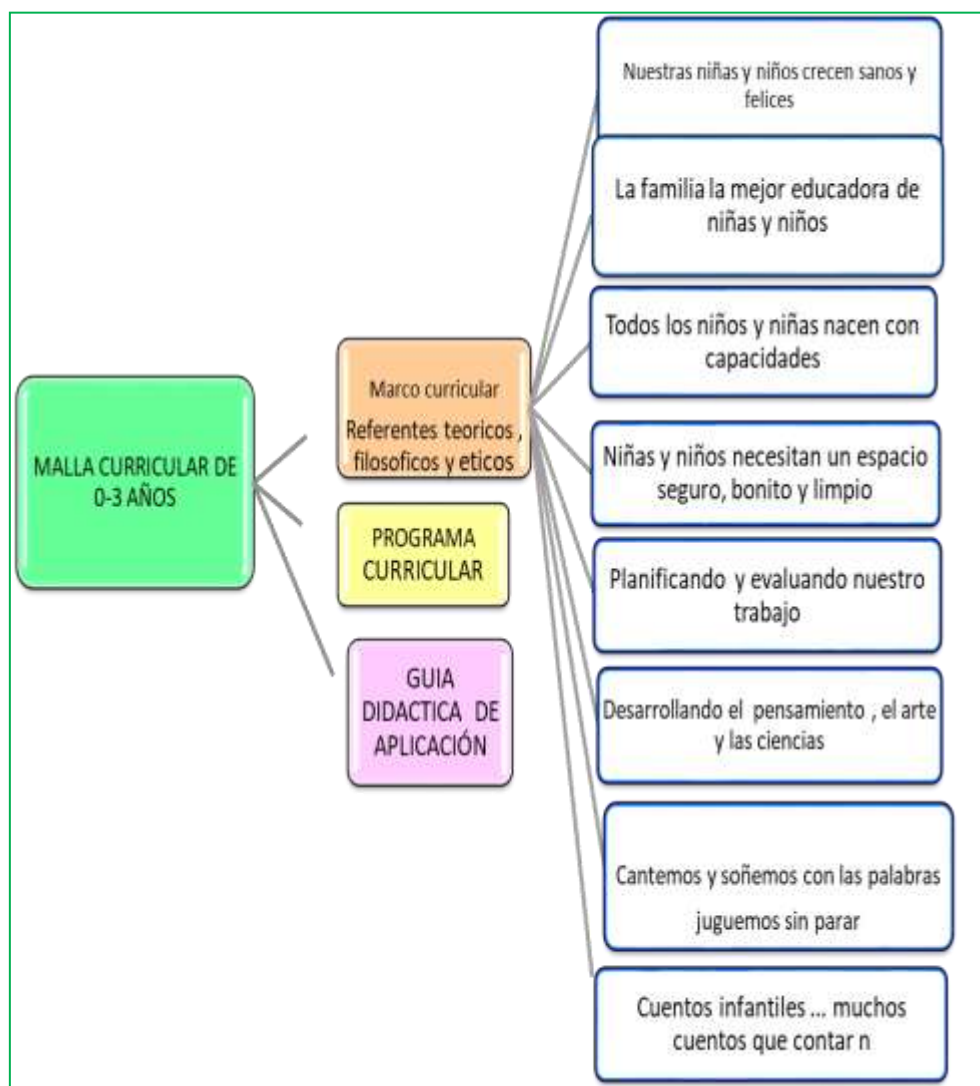 MALLA CURRICULAR DE
0-3 AÑOS
Marco curricular
Referentes teoricos ,
filosoficos y eticos
PROGRAMA
CURRICULAR
GUIA
DIDACTICA DE
APLICACIÓN
Nuestras niñas y niños crecen sanos y
felices
La familia la mejor educadora de
niñas y niños
Todos los niños y niñas nacen con
capacidades
Niñas y niños necesitan un espacio
seguro, bonito y limpio
Planificando y evaluando nuestro
trabajo
Desarrollando el pensamiento , el arte
y las ciencias
Cantemos y soñemos con las palabras
juguemos sin parar
Cuentos infantiles ... muchos
cuentos que contar n